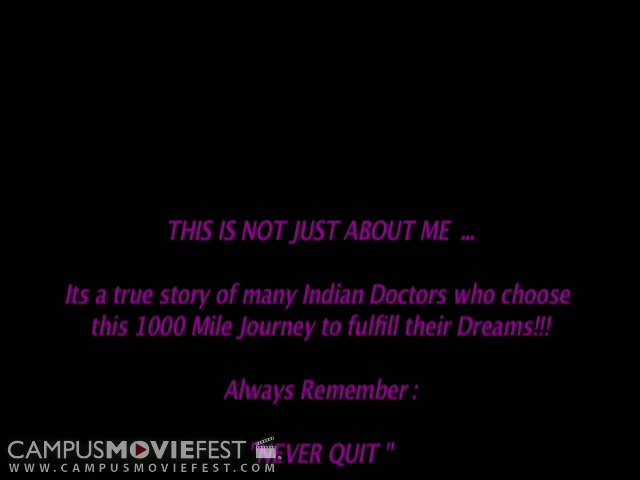 THIS IS NOT JUST ABOUT ME ...
Its a true story of many Indian Doctors who choose
this 1000 Mile Journey to fulfill their Dreams!!!
Always Remember :
"NEVER QUIT "
CAMPUSMOVIEFEST
WWW.CAMPUSMOVIEFEST.COM